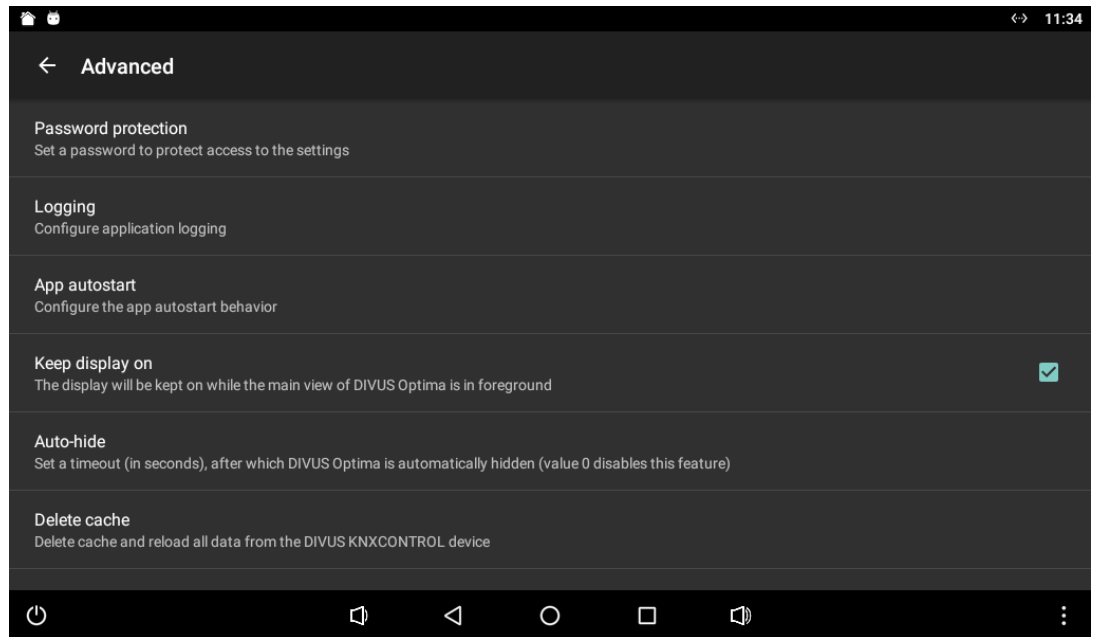 11:34
Advanced
Password protection
Set a password to protect access to the settings
Logging
Configure application logging
App autostart
Configure the app autostart behavior
Keep display on
The display will be kept on while the main view of DIVUS Optima is in foreground
Auto-hide
Set a timeout (in seconds), after which DIVUS Optima is automatically hidden (value 0 disables this feature)
Delete cache
Delete cache and reload all data from the DIVUS KNXCONTROL device